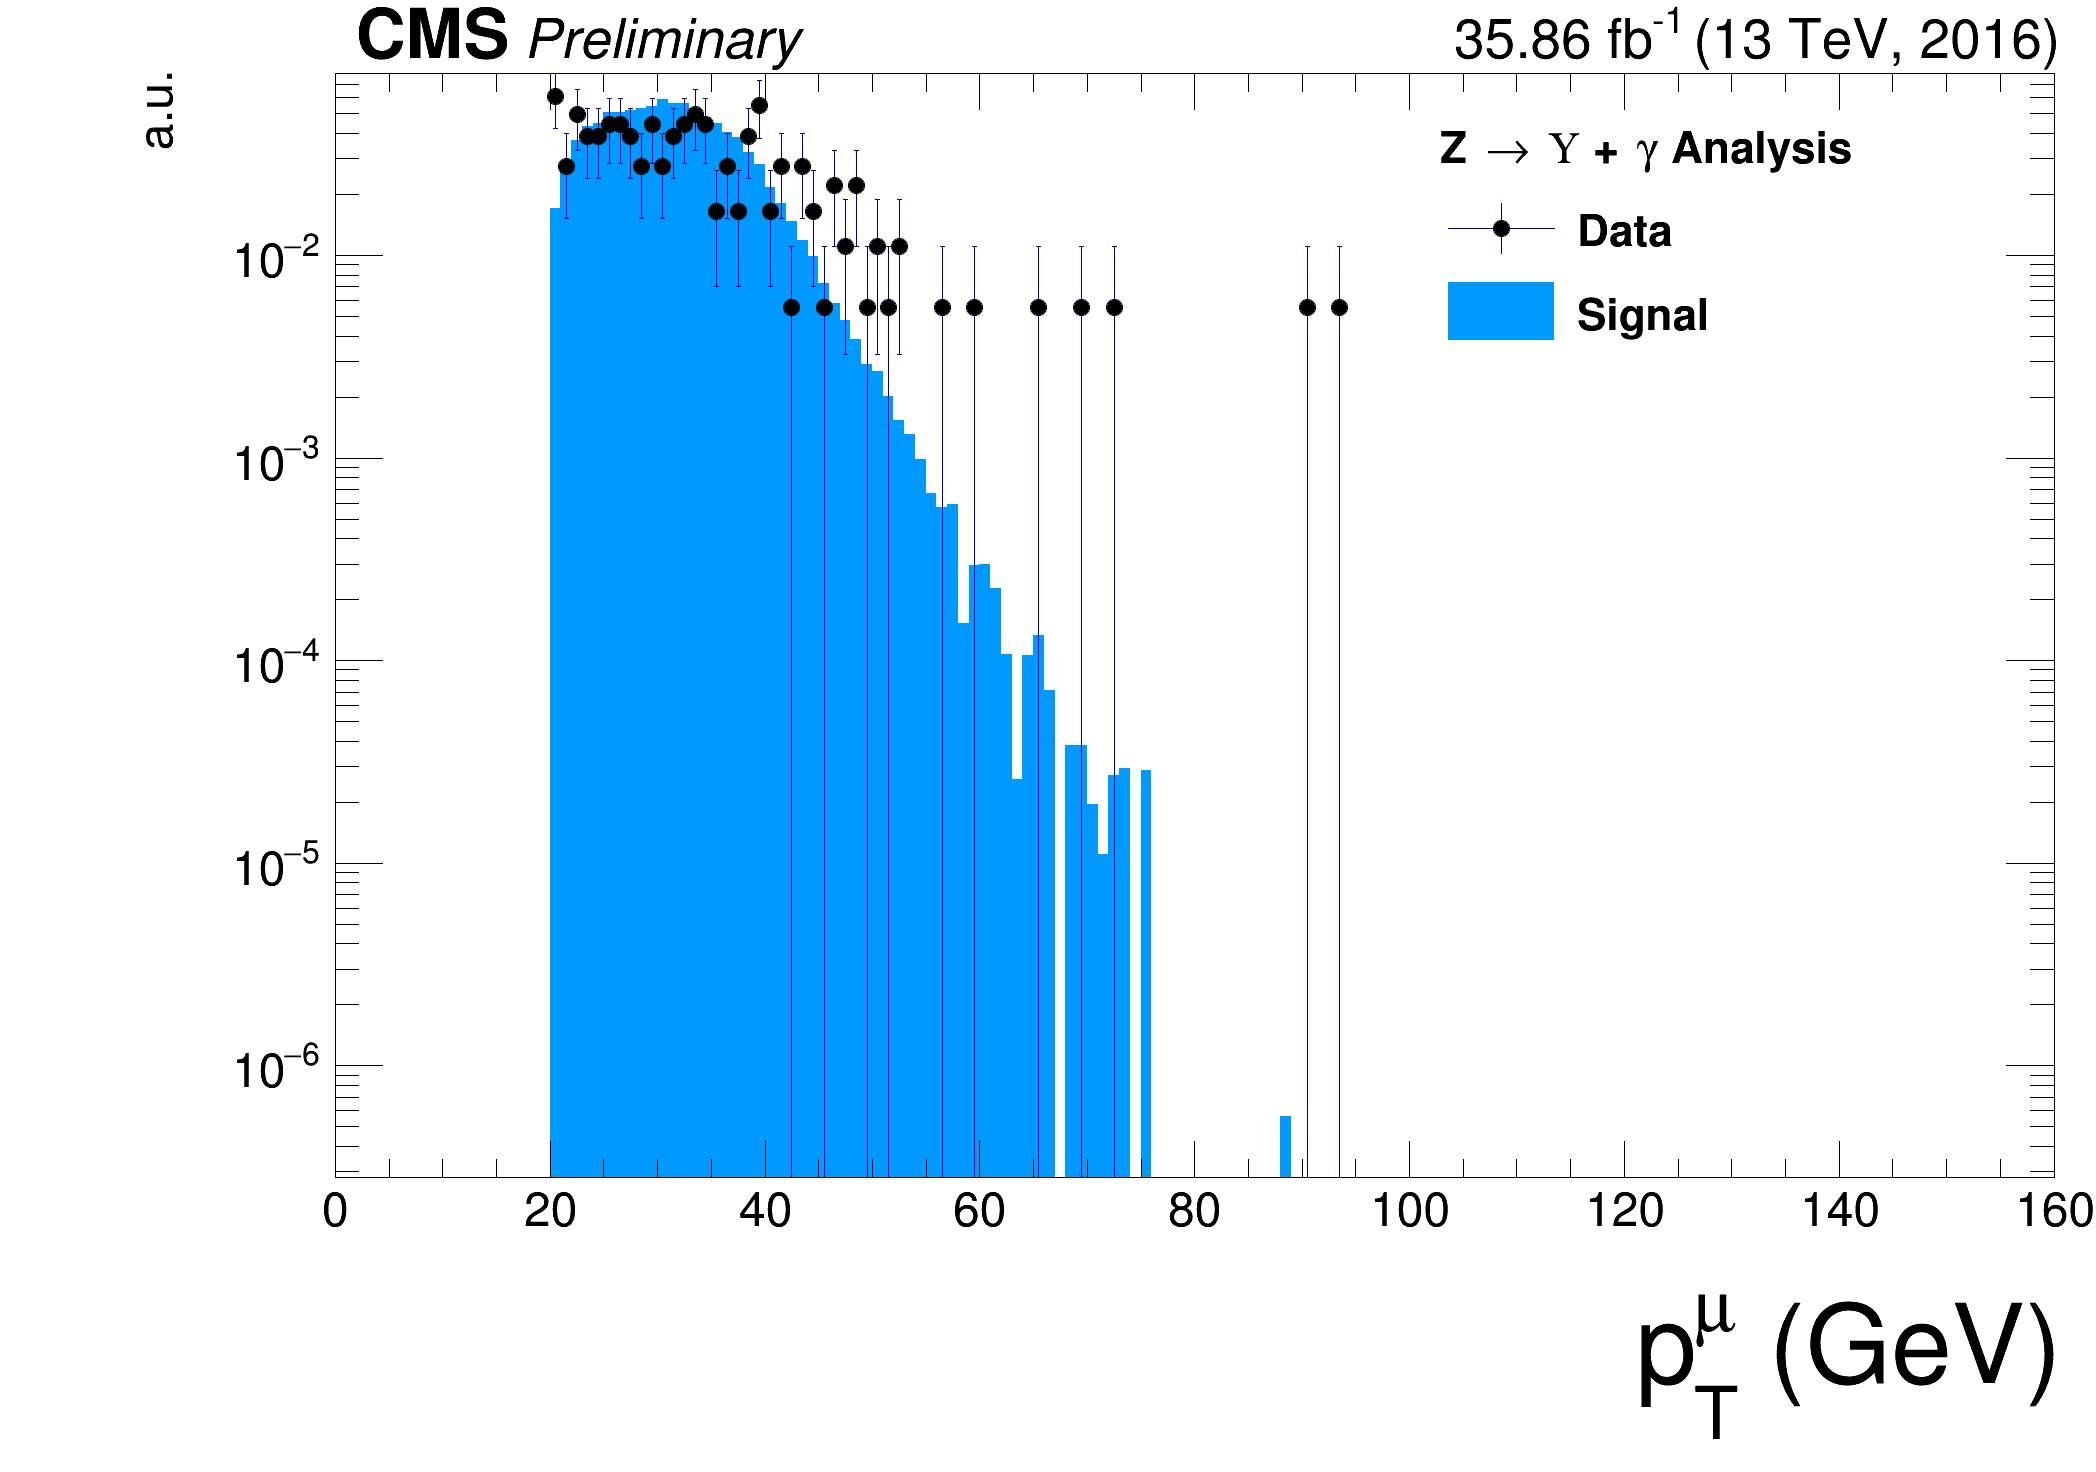 CMS Preliminary 35.86 fb⁻¹ (13 TeV, 2016)
a.u.
Z → Υ + γ Analysis
Data
Signal
10⁻²
10⁻³
10⁻⁴
10⁻⁵
10⁻⁶
0 20 40 60 80 100 120 140 160
p_T^μ (GeV)